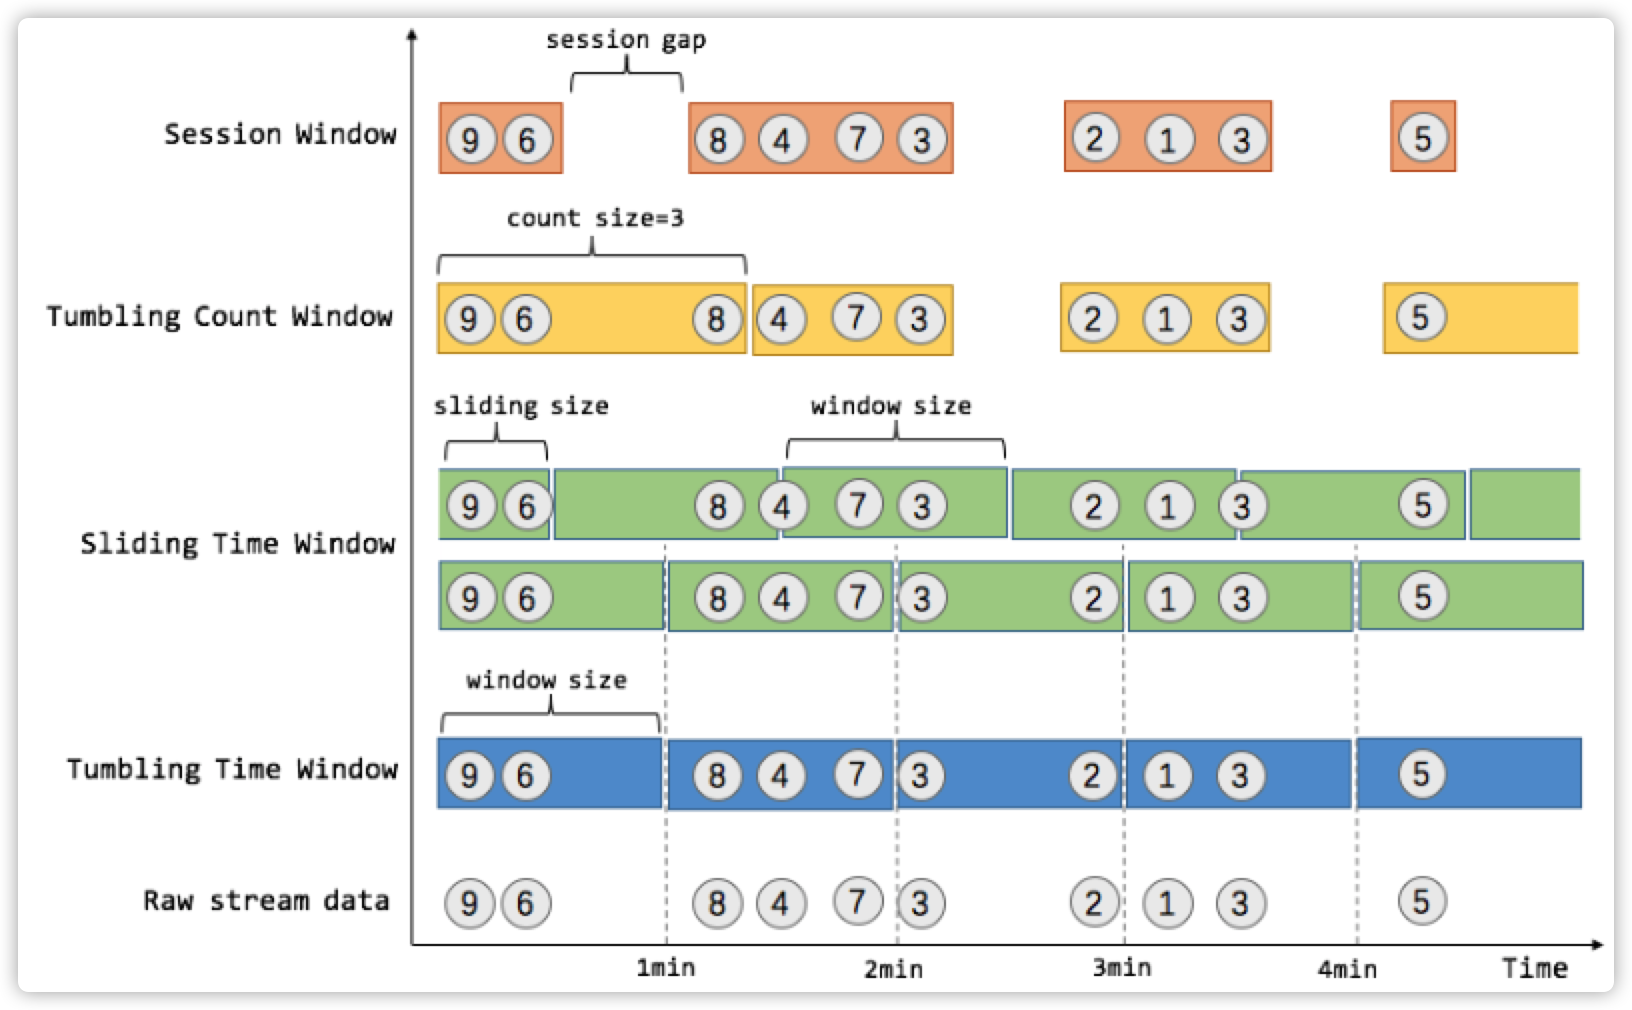 session gap
Session Window 9 6 8 4 7 3 2 1 3 5
count size=3
Tumbling Count Window 9 6 8 4 7 3 2 1 3 5
sliding size window size
9 6 8 4 7 3 2 1 3 5
Sliding Time Window
9 6 8 4 7 3 2 1 3 5
window size
Tumbling Time Window 9 6 8 4 7 3 2 1 3 5
Raw stream data 9 6 8 4 7 3 2 1 3 5
1min 2min 3min 4min Time